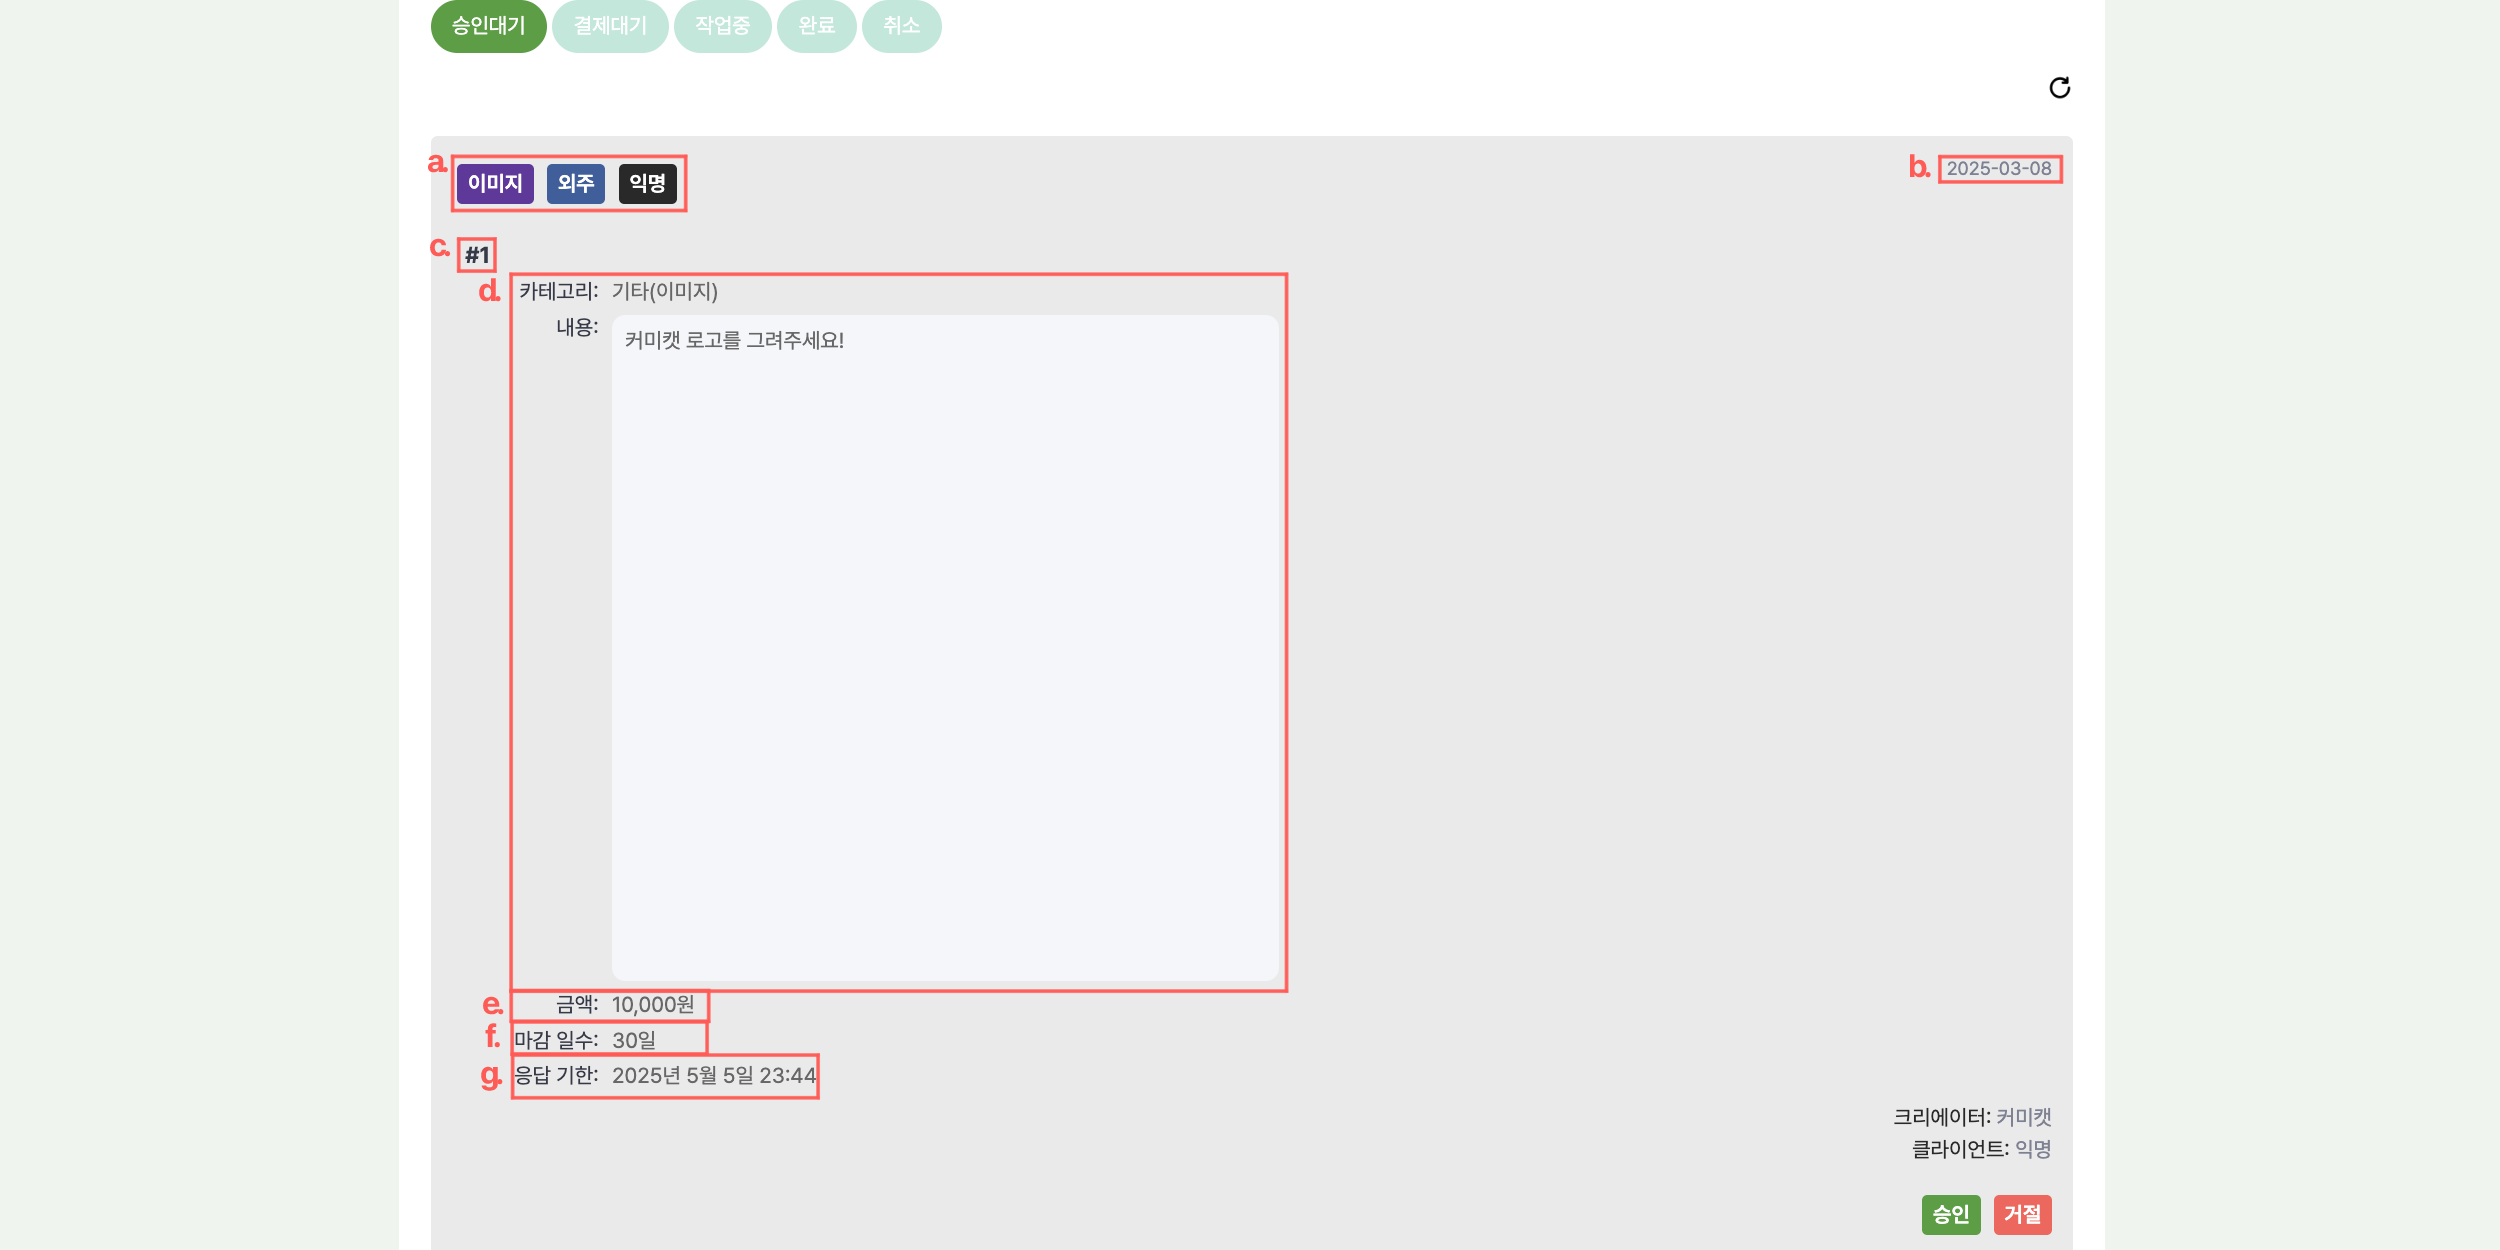 승인대기 결제대기 작업중 완료 취소
a. 이미지 외주 익명 b. 2025-03-08
c. #1
d. 카테고리: 기타(이미지)
내용: 커미캣 로고를 그려주세요!
e. 금액: 10,000원
f. 마감 일수: 30일
g. 응답 기한: 2025년 5월 5일 23:44
크리에이터: 커미캣
클라이언트: 익명
승인 거절